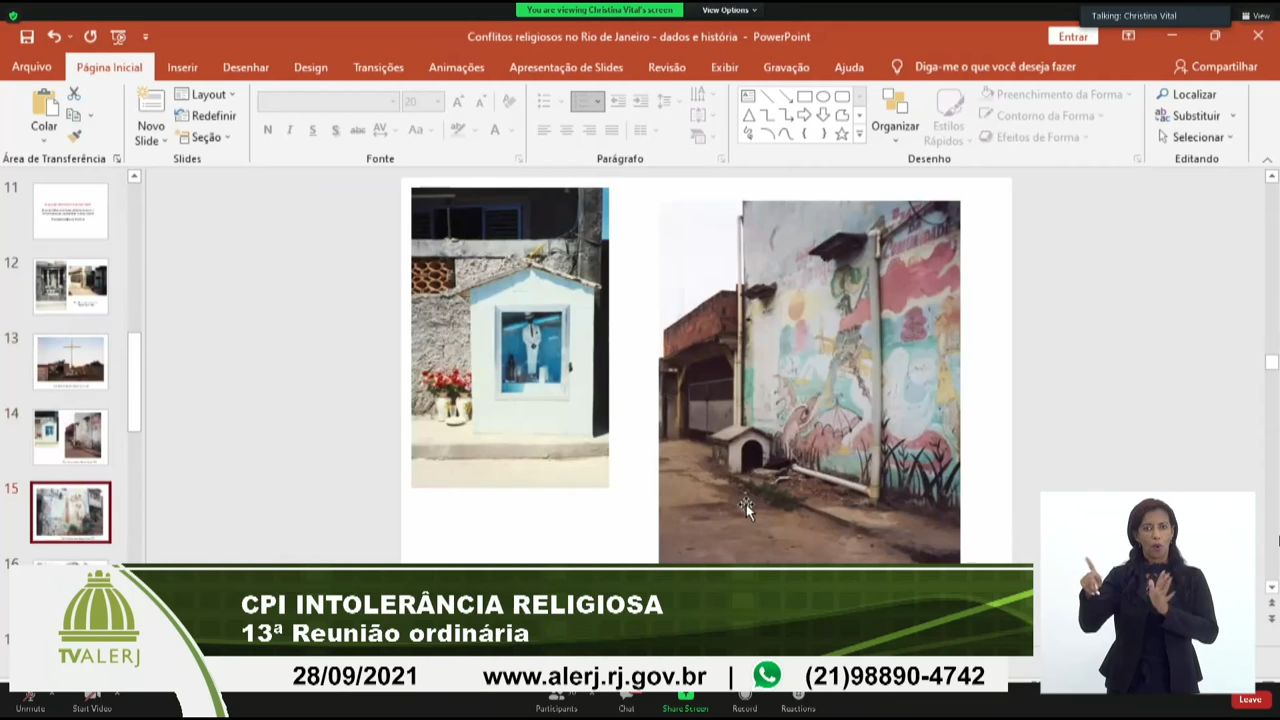 You are viewing Christina Vital's screen
View Options
Talking: Christina Vital
View
Conflitos religiosos no Rio de Janeiro - dados e história - PowerPoint
Entrar
Arquivo
Página Inicial
Inserir
Desenhar
Design
Transições
Animações
Apresentação de Slides
Revisão
Exibir
Gravação
Ajuda
Diga-me o que você deseja fazer
Compartilhar
Colar
Novo
Slide
Layout
Redefinir
Seção
20
N I S S abc AV Aa A
Organizar
Estilos
Rápidos
Preenchimento da Forma
Contorno da Forma
Efeitos de Forma
Localizar
Substituir
Selecionar
Área de Transferência
Slides
Fonte
Parágrafo
Desenho
Editando
11
12
13
14
15
16
CPI INTOLERÂNCIA RELIGIOSA
13ª Reunião ordinária
TVALERJ
28/09/2021 www.alerj.rj.gov.br | (21)98890-4742
Unmute
Start Video
Participants
Chat
Share Screen
Record
Reactions
Leave